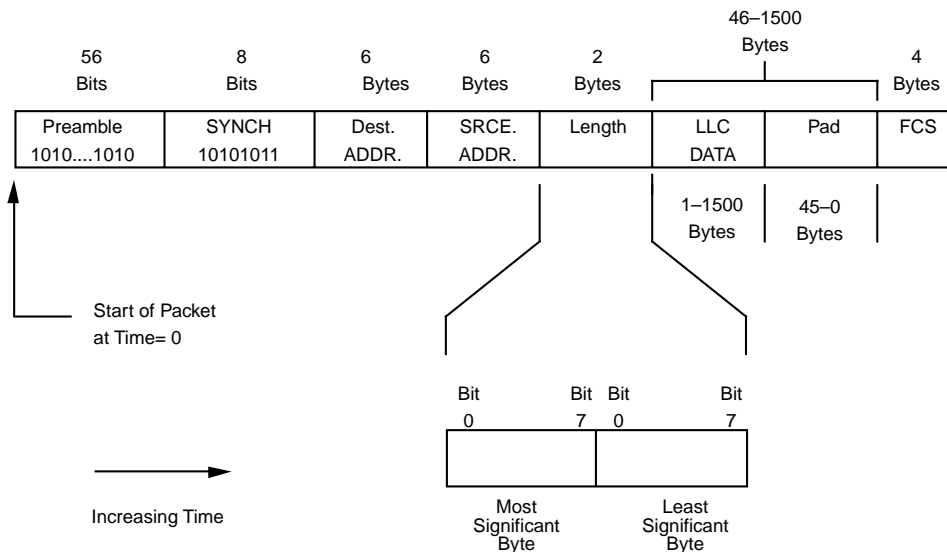 46–1500
Bytes
56 8 6 6 2 4
Bits Bits Bytes Bytes Bytes Bytes
Preamble SYNCH Dest. SRCE. Length LLC Pad FCS
1010....1010 10101011 ADDR. ADDR. DATA
1–1500 45–0
Bytes Bytes
Start of Packet
at Time= 0
Bit Bit Bit Bit
0 7 0 7
Increasing Time
Most Least
Significant Significant
Byte Byte